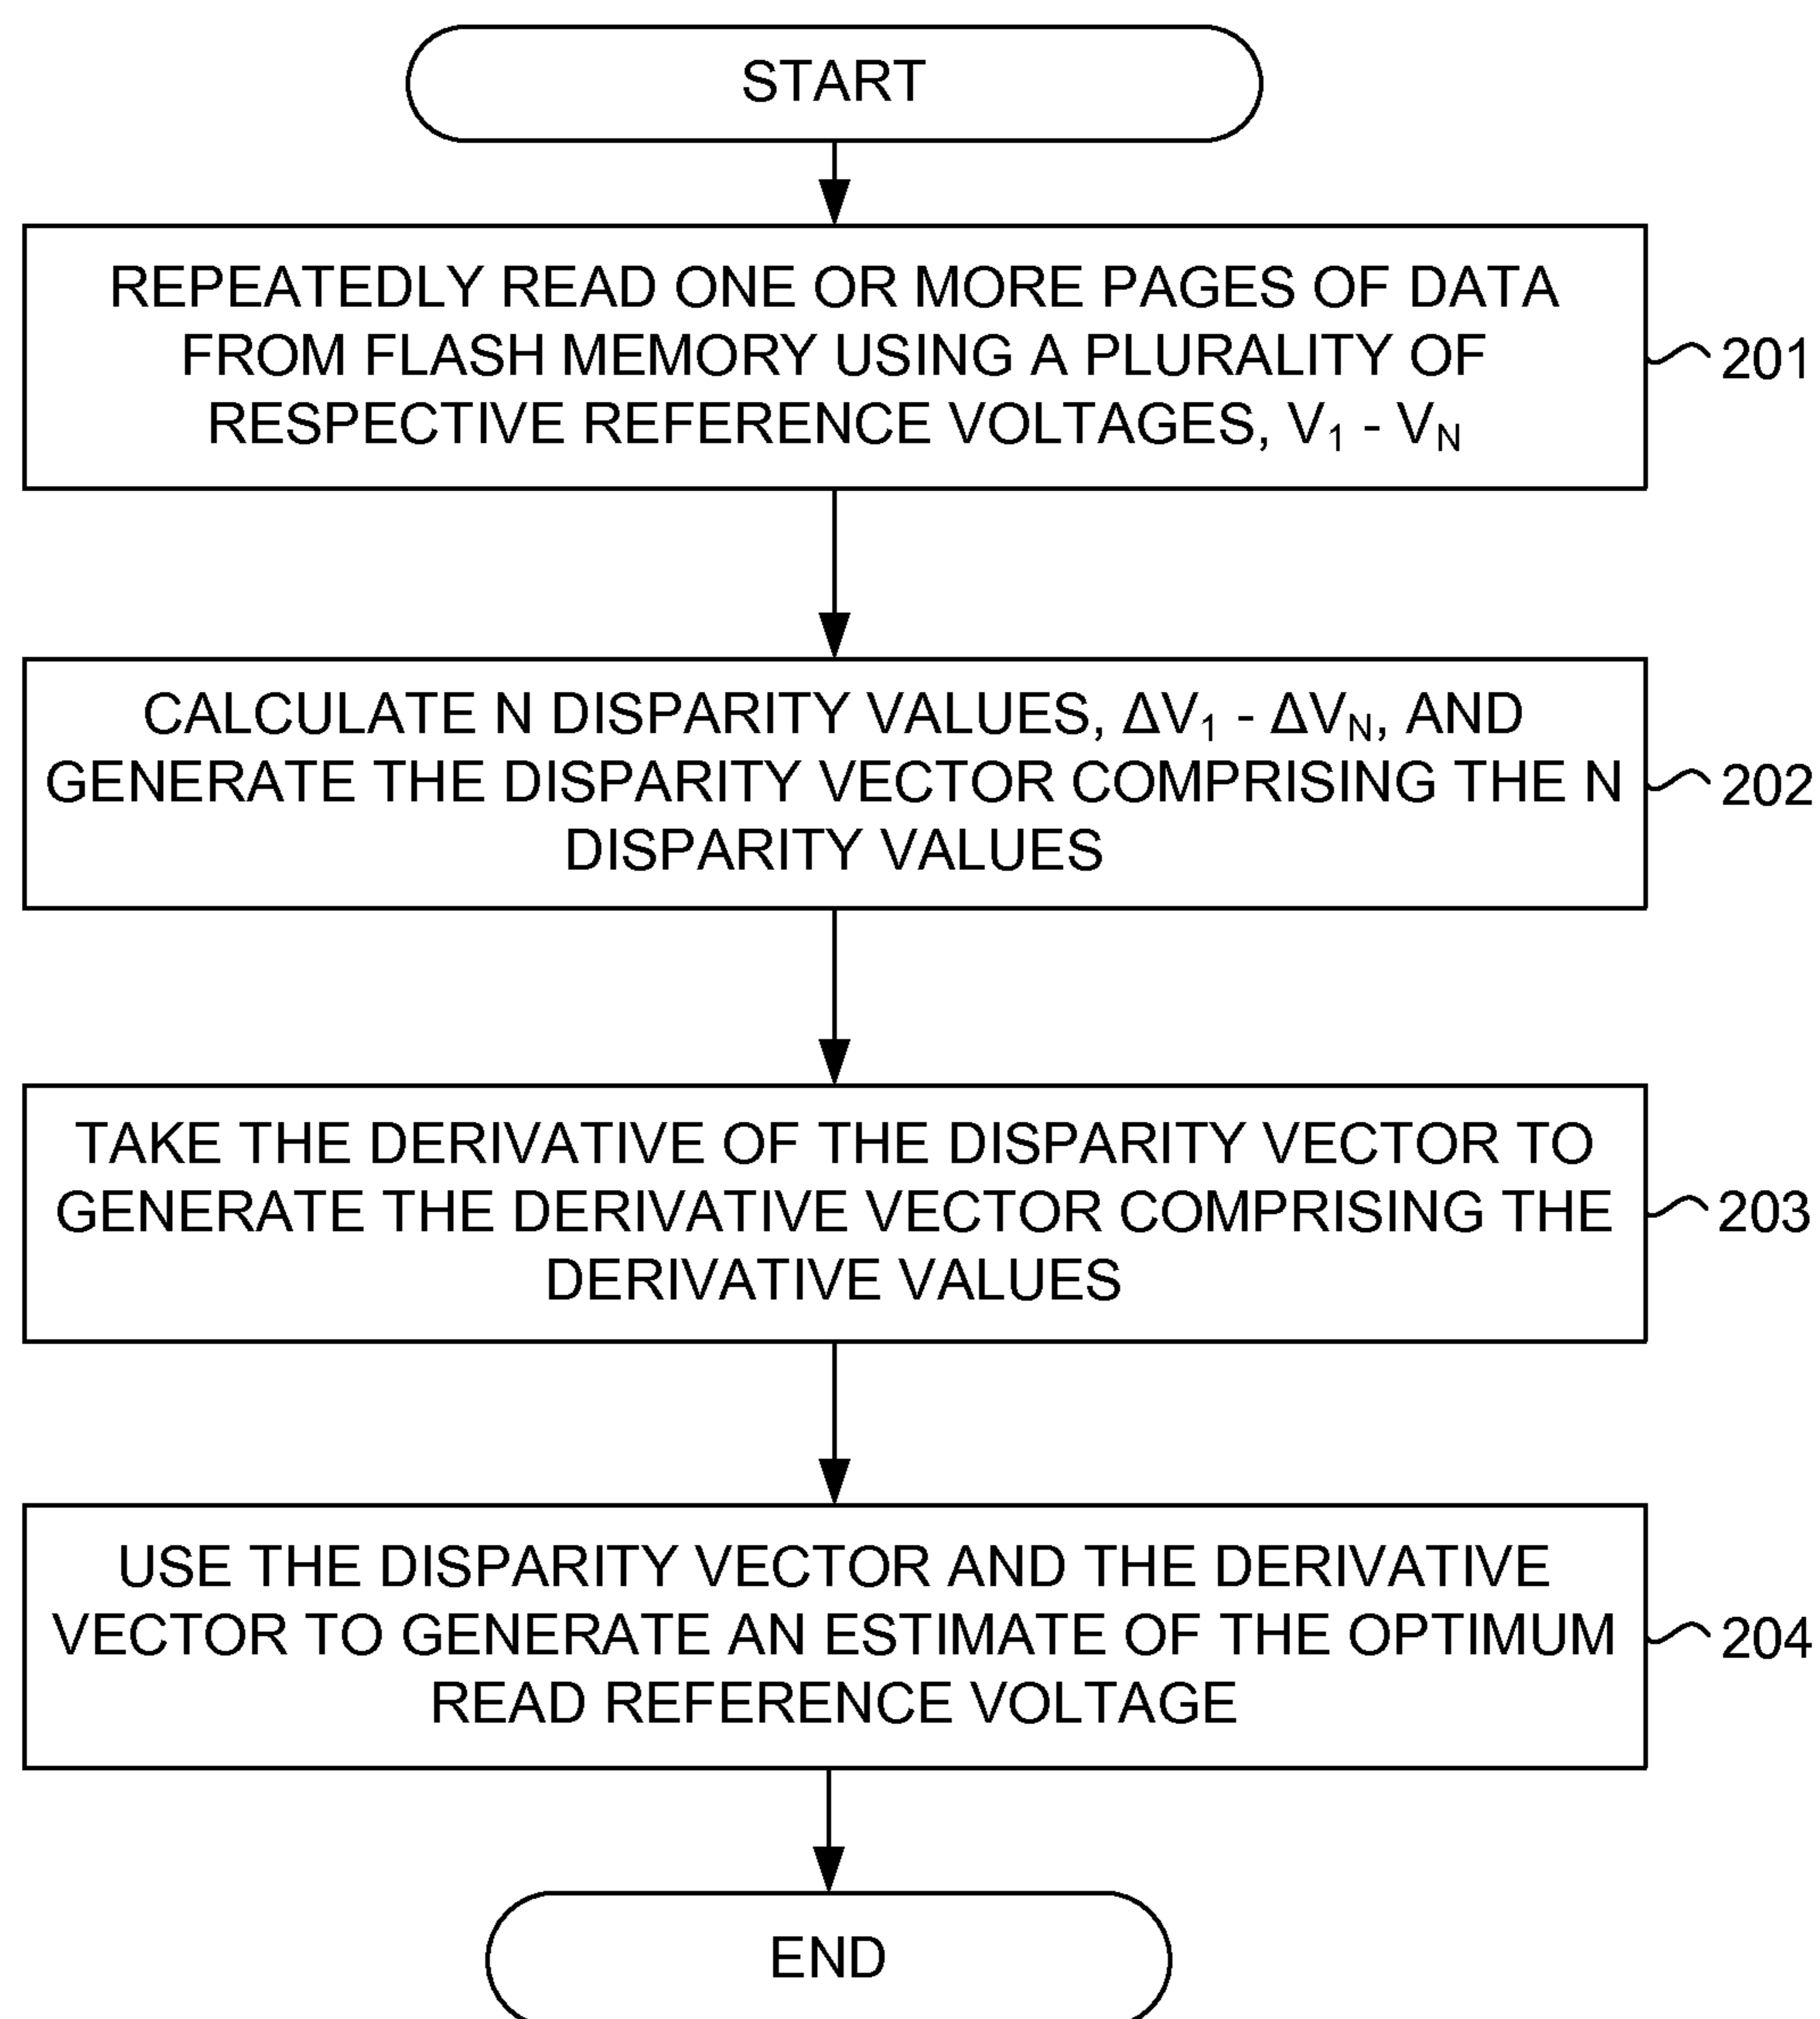 START
REPEATEDLY READ ONE OR MORE PAGES OF DATA
FROM FLASH MEMORY USING A PLURALITY OF
RESPECTIVE REFERENCE VOLTAGES, V₁ - V_N
201
CALCULATE N DISPARITY VALUES, ΔV₁ - ΔV_N, AND
GENERATE THE DISPARITY VECTOR COMPRISING THE N
DISPARITY VALUES
202
TAKE THE DERIVATIVE OF THE DISPARITY VECTOR TO
GENERATE THE DERIVATIVE VECTOR COMPRISING THE
DERIVATIVE VALUES
203
USE THE DISPARITY VECTOR AND THE DERIVATIVE
VECTOR TO GENERATE AN ESTIMATE OF THE OPTIMUM
READ REFERENCE VOLTAGE
204
END